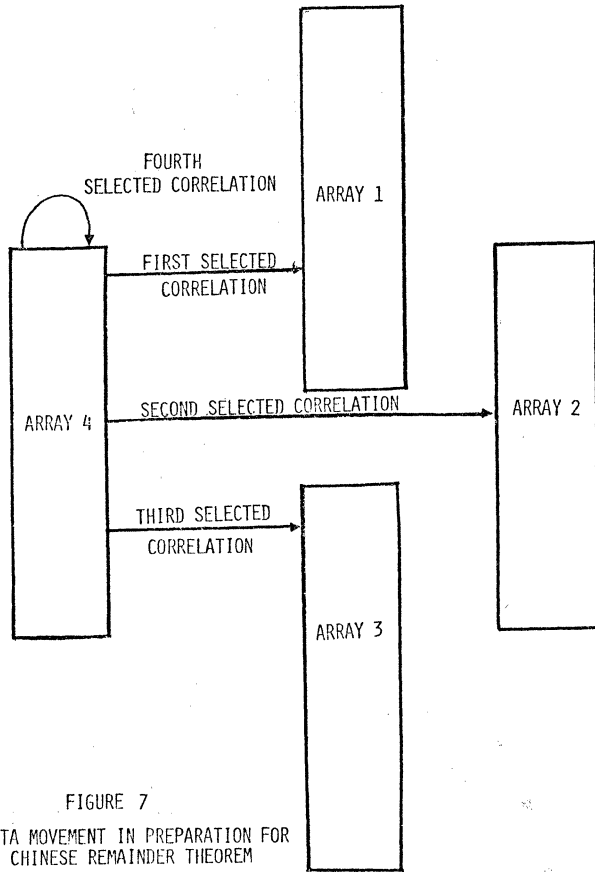 FOURTH
SELECTED CORRELATION
ARRAY 1
FIRST SELECTED
CORRELATION
ARRAY 4
SECOND SELECTED CORRELATION
ARRAY 2
THIRD SELECTED
CORRELATION
ARRAY 3
FIGURE 7
TA MOVEMENT IN PREPARATION FOR
CHINESE REMAINDER THEOREM